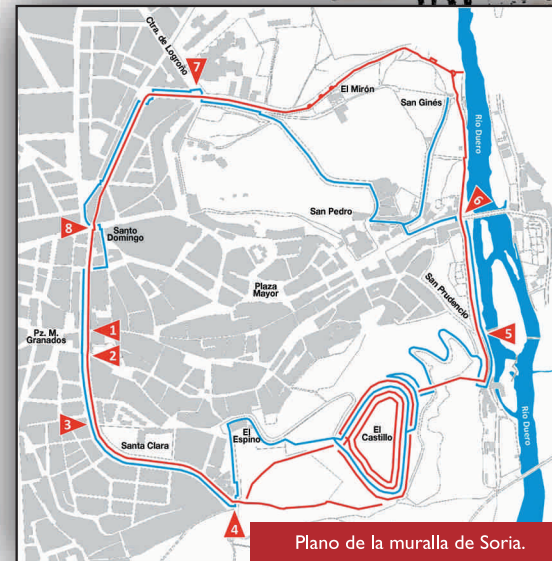 Ctra. de Logroño
7
El Mirón
San Ginés
Río Duero
6
San Pedro
8
Santo
Domingo
Plaza
Mayor
San Prudencio
Pz. M.
Granados
1
2
5
3
Santa Clara
El
Espino
El
Castillo
Río Duero
4
Plano de la muralla de Soria.